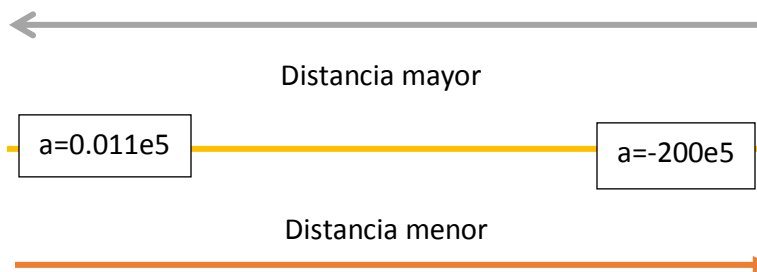 Distancia mayor
a=0.011e5
a=-200e5
Distancia menor